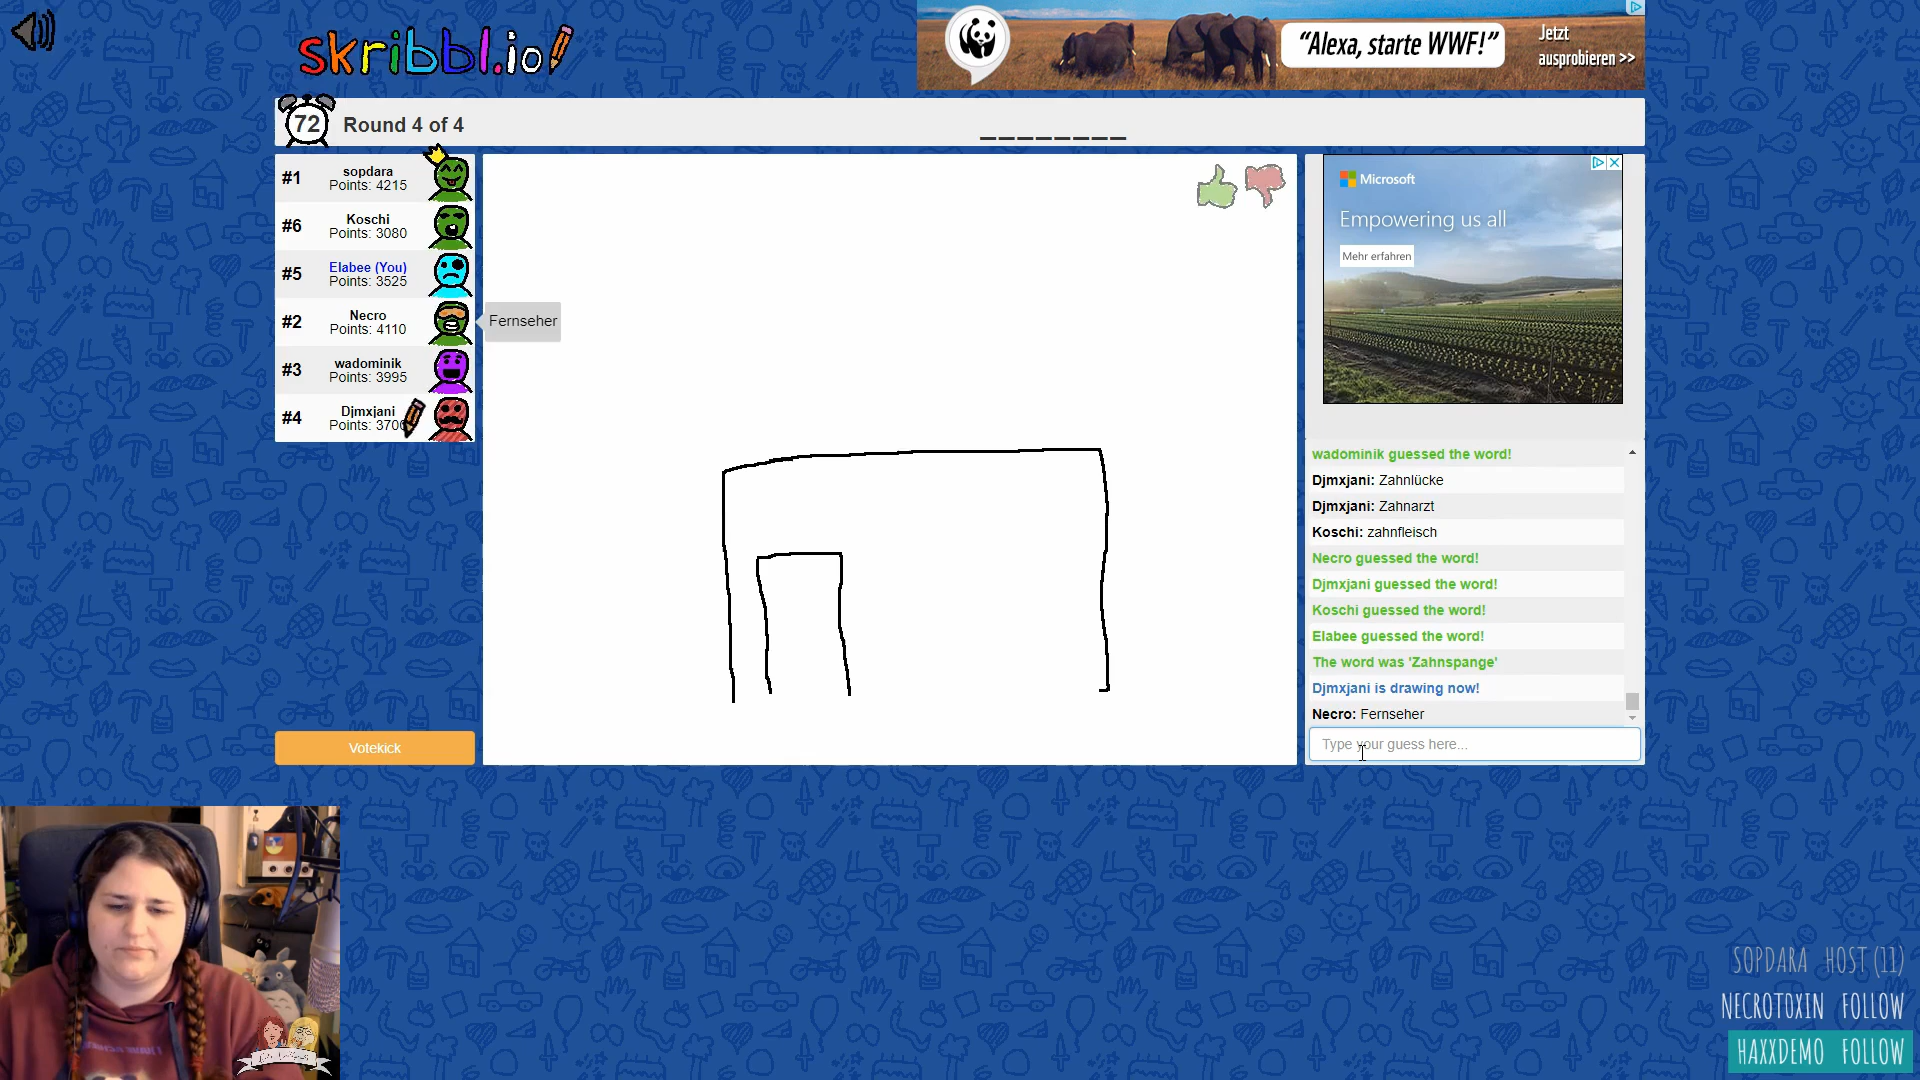 skribbl.io
"Alexa, starte WWF!"
Jetzt
ausprobieren >>
72
Round 4 of 4
________
#1
sopdara
Points: 4215
#6
Koschi
Points: 3080
#5
Elabee (You)
Points: 3525
#2
Necro
Points: 4110
#3
wadominik
Points: 3995
#4
Djmxjani
Points: 3700
Fernseher
Votekick
Microsoft
Empowering us all
Mehr erfahren
wadominik guessed the word!
Djmxjani: Zahnlücke
Djmxjani: Zahnarzt
Koschi: zahnfleisch
Necro guessed the word!
Djmxjani guessed the word!
Koschi guessed the word!
Elabee guessed the word!
The word was 'Zahnspange'
Djmxjani is drawing now!
Necro: Fernseher
Type your guess here...
SOPDARA HOST (11)
NECROTOXIN FOLLOW
HAXXDEMO FOLLOW